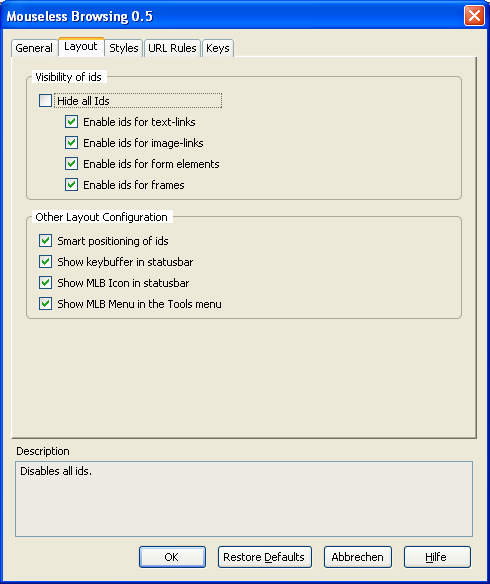 Mouseless Browsing 0.5
General Layout Styles URL Rules Keys
Visibility of ids
Hide all Ids
Enable ids for text-links
Enable ids for image-links
Enable ids for form elements
Enable ids for frames
Other Layout Configuration
Smart positioning of ids
Show keybuffer in statusbar
Show MLB Icon in statusbar
Show MLB Menu in the Tools menu
Description
Disables all ids.
OK Restore Defaults Abbrechen Hilfe